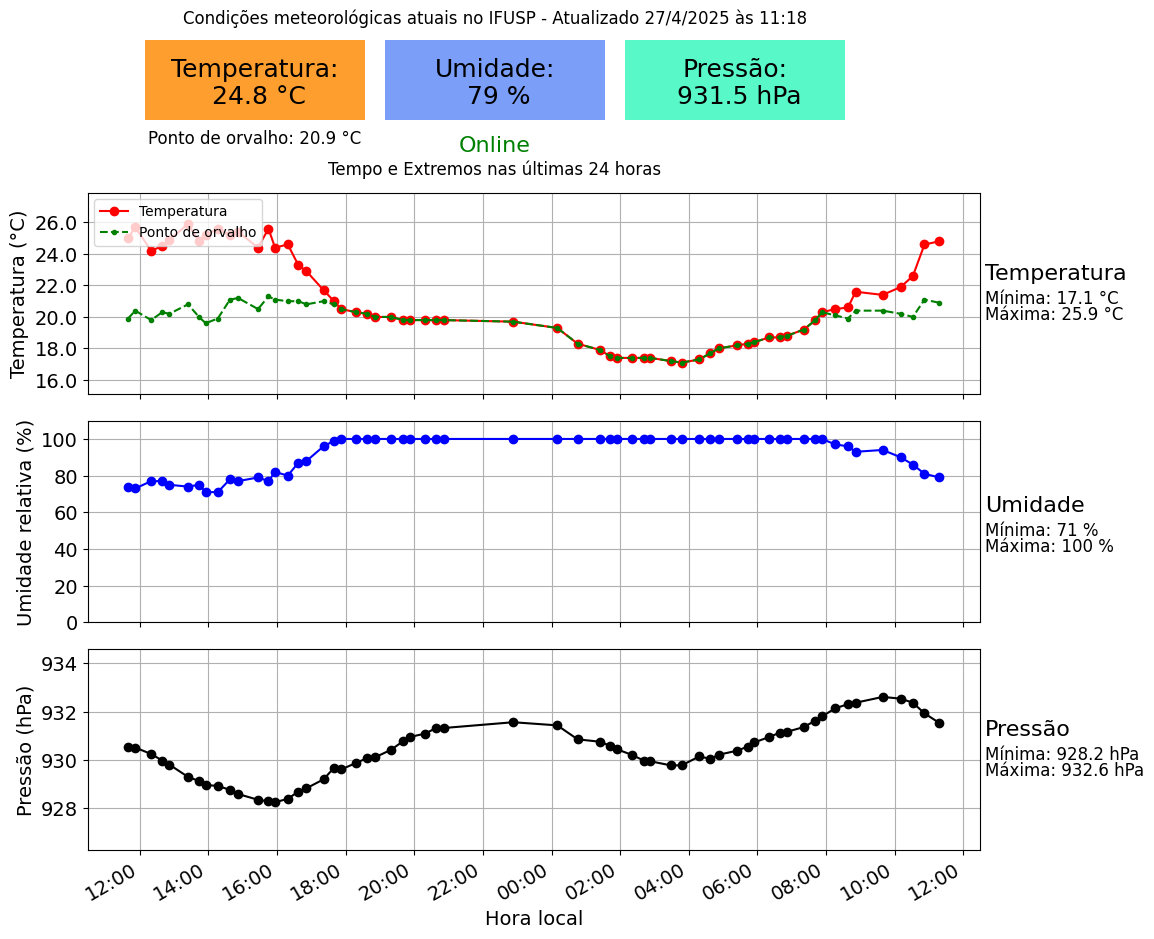 Condições meteorológicas atuais no IFUSP - Atualizado 27/4/2025 às 11:18
Temperatura:
24.8 °C
Umidade:
79 %
Pressão:
931.5 hPa
Ponto de orvalho: 20.9 °C
Online
Tempo e Extremos nas últimas 24 horas
Temperatura (°C)
26.0
24.0
22.0
20.0
18.0
16.0
Temperatura
Ponto de orvalho
Temperatura
Mínima: 17.1 °C
Máxima: 25.9 °C
Umidade relativa (%)
100
80
60
40
20
0
Umidade
Mínima: 71 %
Máxima: 100 %
Pressão (hPa)
934
932
930
928
Pressão
Mínima: 928.2 hPa
Máxima: 932.6 hPa
12:00
14:00
16:00
18:00
20:00
22:00
00:00
02:00
04:00
06:00
08:00
10:00
12:00
Hora local